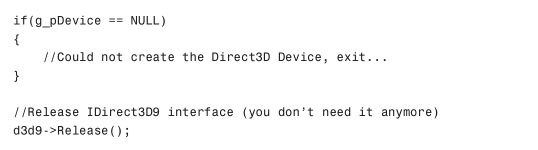 if(g_pDevice == NULL)
{
//Could not create the Direct3D Device, exit...
}
//Release IDirect3D9 interface (you don't need it anymore)
d3d9->Release();